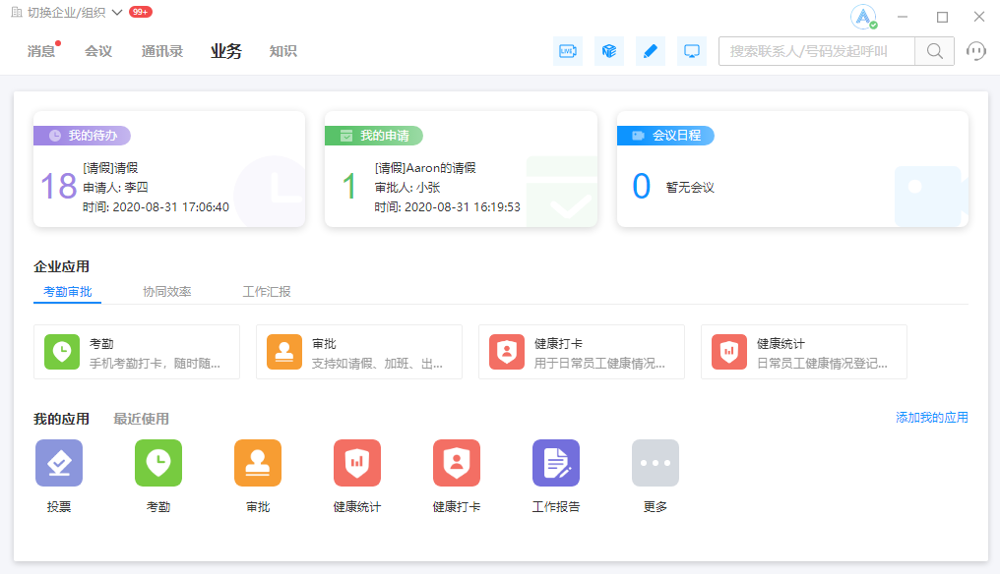 切换企业/组织 99+
消息 会议 通讯录 业务 知识 LIVE 搜索联系人/号码发起呼叫
我的待办
18
[请假]请假
申请人: 李四
时间: 2020-08-31 17:06:40
我的申请
1
[请假]Aaron的请假
审批人: 小张
时间: 2020-08-31 16:19:53
会议日程
0 暂无会议
企业应用
考勤审批 协同效率 工作汇报
考勤
手机考勤打卡，随时随...
审批
支持如请假、加班、出...
健康打卡
用于日常员工健康情况...
健康统计
日常员工健康情况登记...
我的应用 最近使用 添加我的应用
投票 考勤 审批 健康统计 健康打卡 工作报告 更多